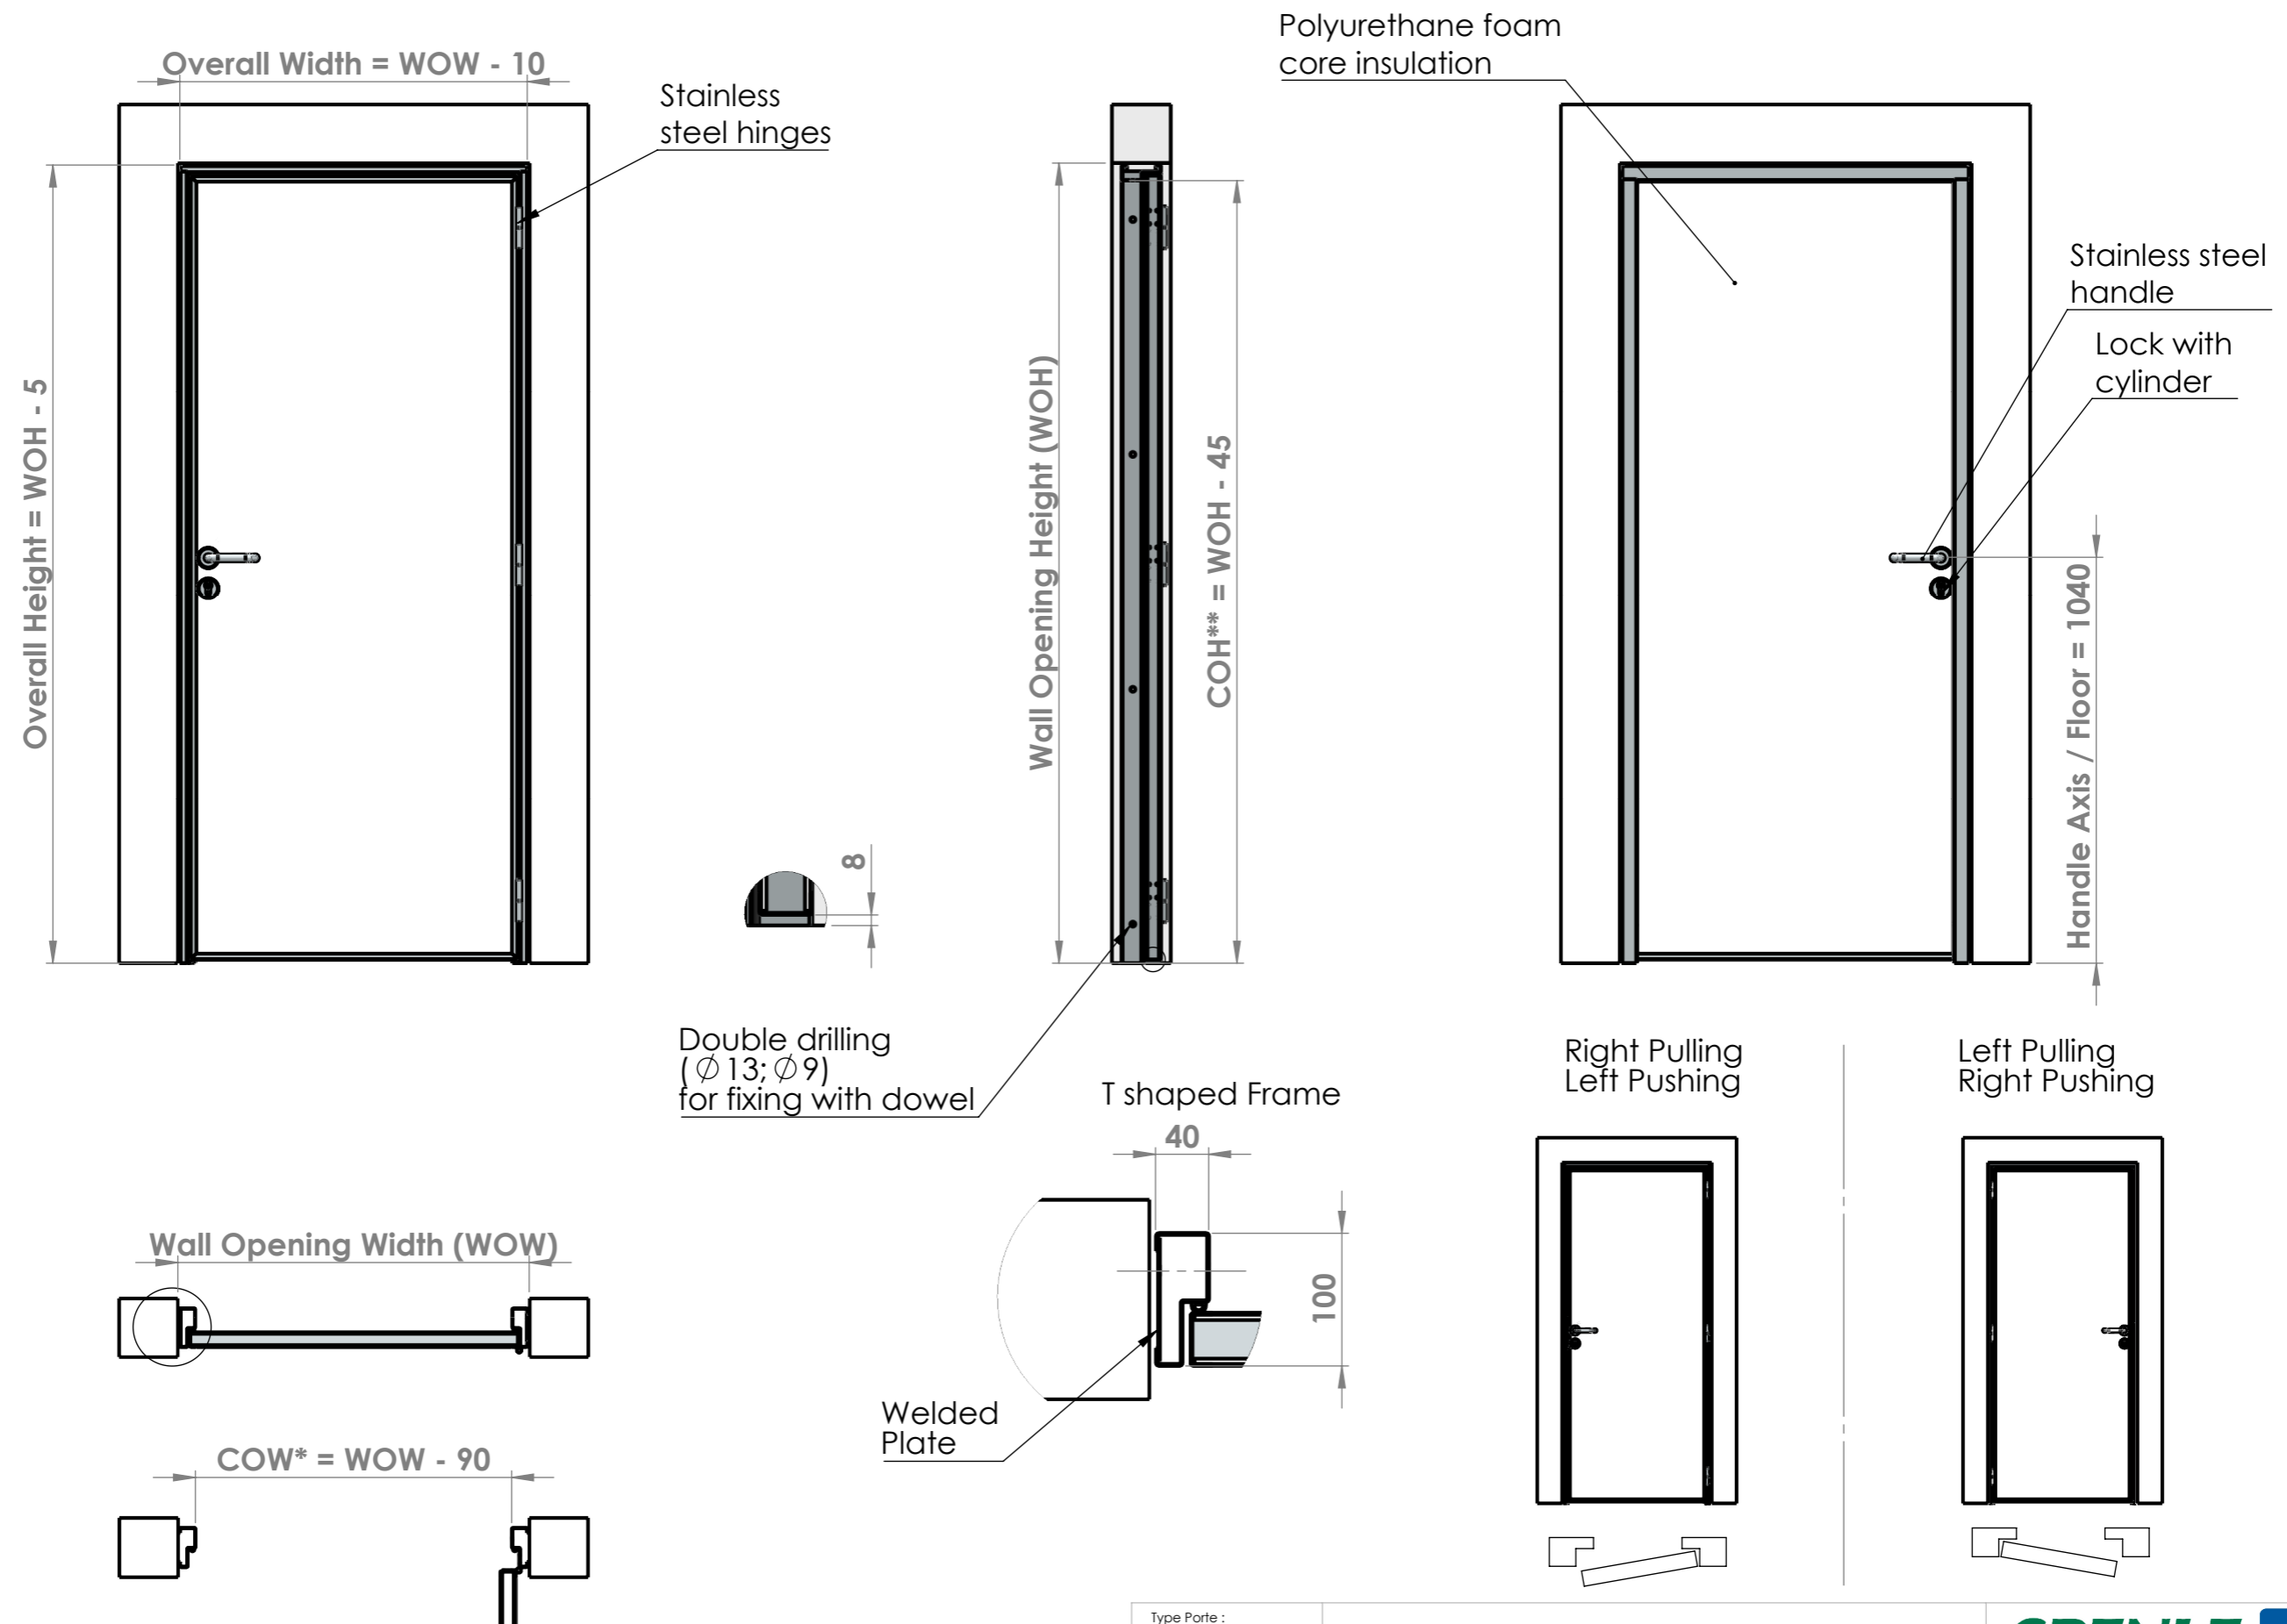 Polyurethane foam
core insulation
Overall Width = WOW - 10
Stainless
steel hinges
Stainless steel
handle
Lock with
cylinder
Overall Height = WOH - 5
Wall Opening Height (WOH)
COH** = WOH - 45
Handle Axis / Floor = 1040
8
Double drilling
(∅13; ∅9)
for fixing with dowel
T shaped Frame
40
100
Welded
Plate
Right Pulling
Left Pushing
Left Pulling
Right Pushing
Wall Opening Width (WOW)
COW* = WOW - 90
Type Porte :